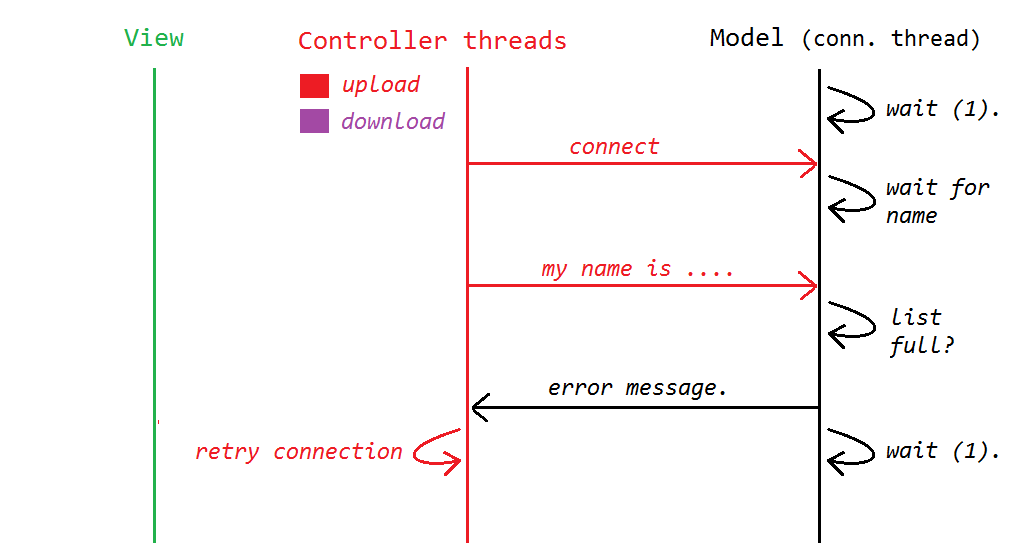 View
Controller threads
Model (conn. thread)
upload
download
wait (1).
connect
wait for
name
my name is ....
list
full?
error message.
retry connection
wait (1).